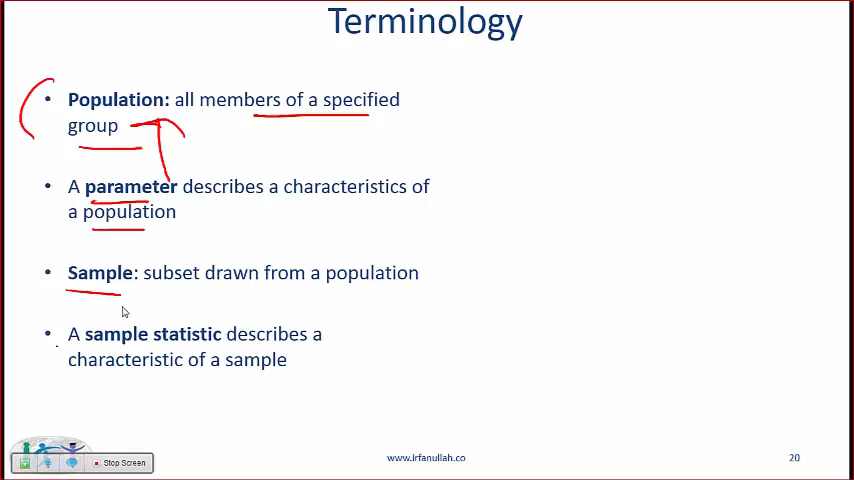 Terminology
• Population: all members of a specified
group
• A parameter describes a characteristics of
a population
• Sample: subset drawn from a population
• A sample statistic describes a
characteristic of a sample
Stop Screen
www.irfanullah.co
20